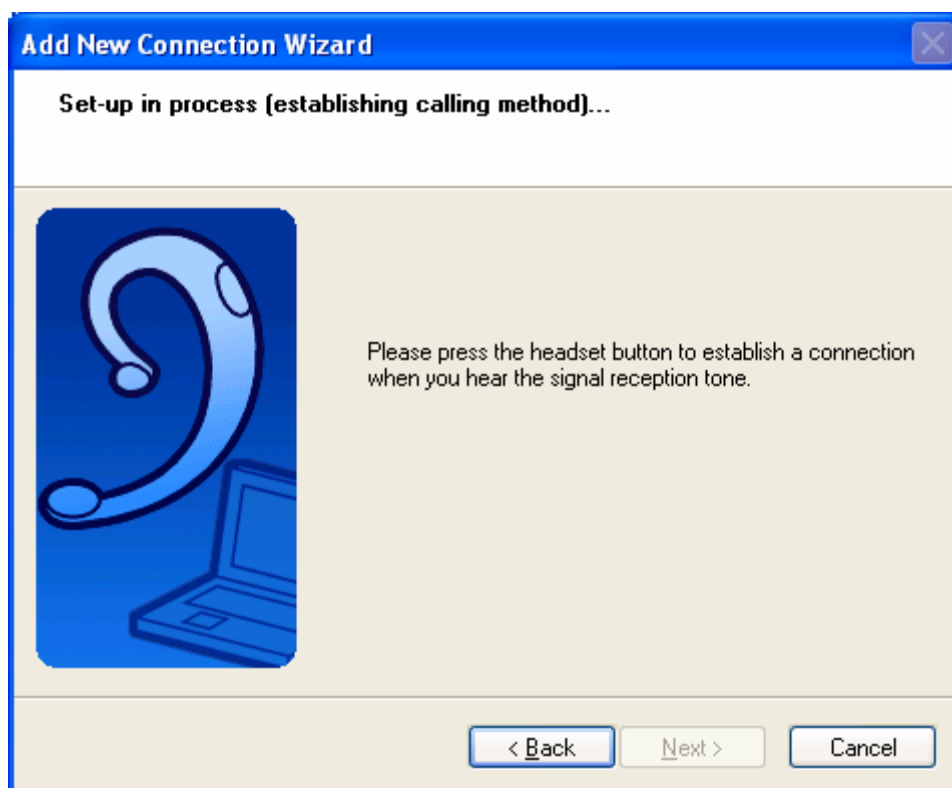 Add New Connection Wizard
Set-up in process (establishing calling method)...
Please press the headset button to establish a connection
when you hear the signal reception tone.
< Back
Next >
Cancel